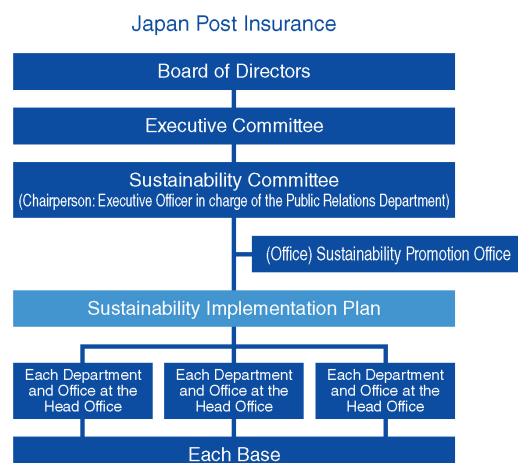 Japan Post Insurance
Board of Directors
Executive Committee
Sustainability Committee
(Chairperson: Executive Officer in charge of the Public Relations Department)
(Office) Sustainability Promotion Office
Sustainability Implementation Plan
Each Department
and Office at the
Head Office
Each Department
and Office at the
Head Office
Each Department
and Office at the
Head Office
Each Base